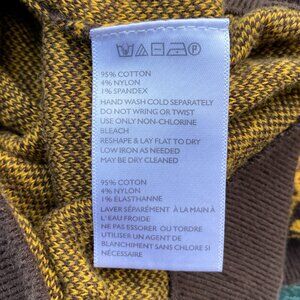 P
95% COTTON
4% NYLON
1% SPANDEX
HAND WASH COLD SEPARATELY
DO NOT WRING OR TWIST
USE ONLY NON-CHLORINE
BLEACH
RESHAPE & LAY FLAT TO DRY
LOW IRON AS NEEDED
MAY BE DRY CLEANED
95% COTON
4% NYLON
1% ÉLASTHANNE
LAVER SÉPARÉMENT À LA MAIN À
L'EAU FROIDE
NE PAS ESSORER OU TORDRE
UTILISER UN AGENT DE
BLANCHIMENT SANS CHLORE SI
NÉCESSAIRE